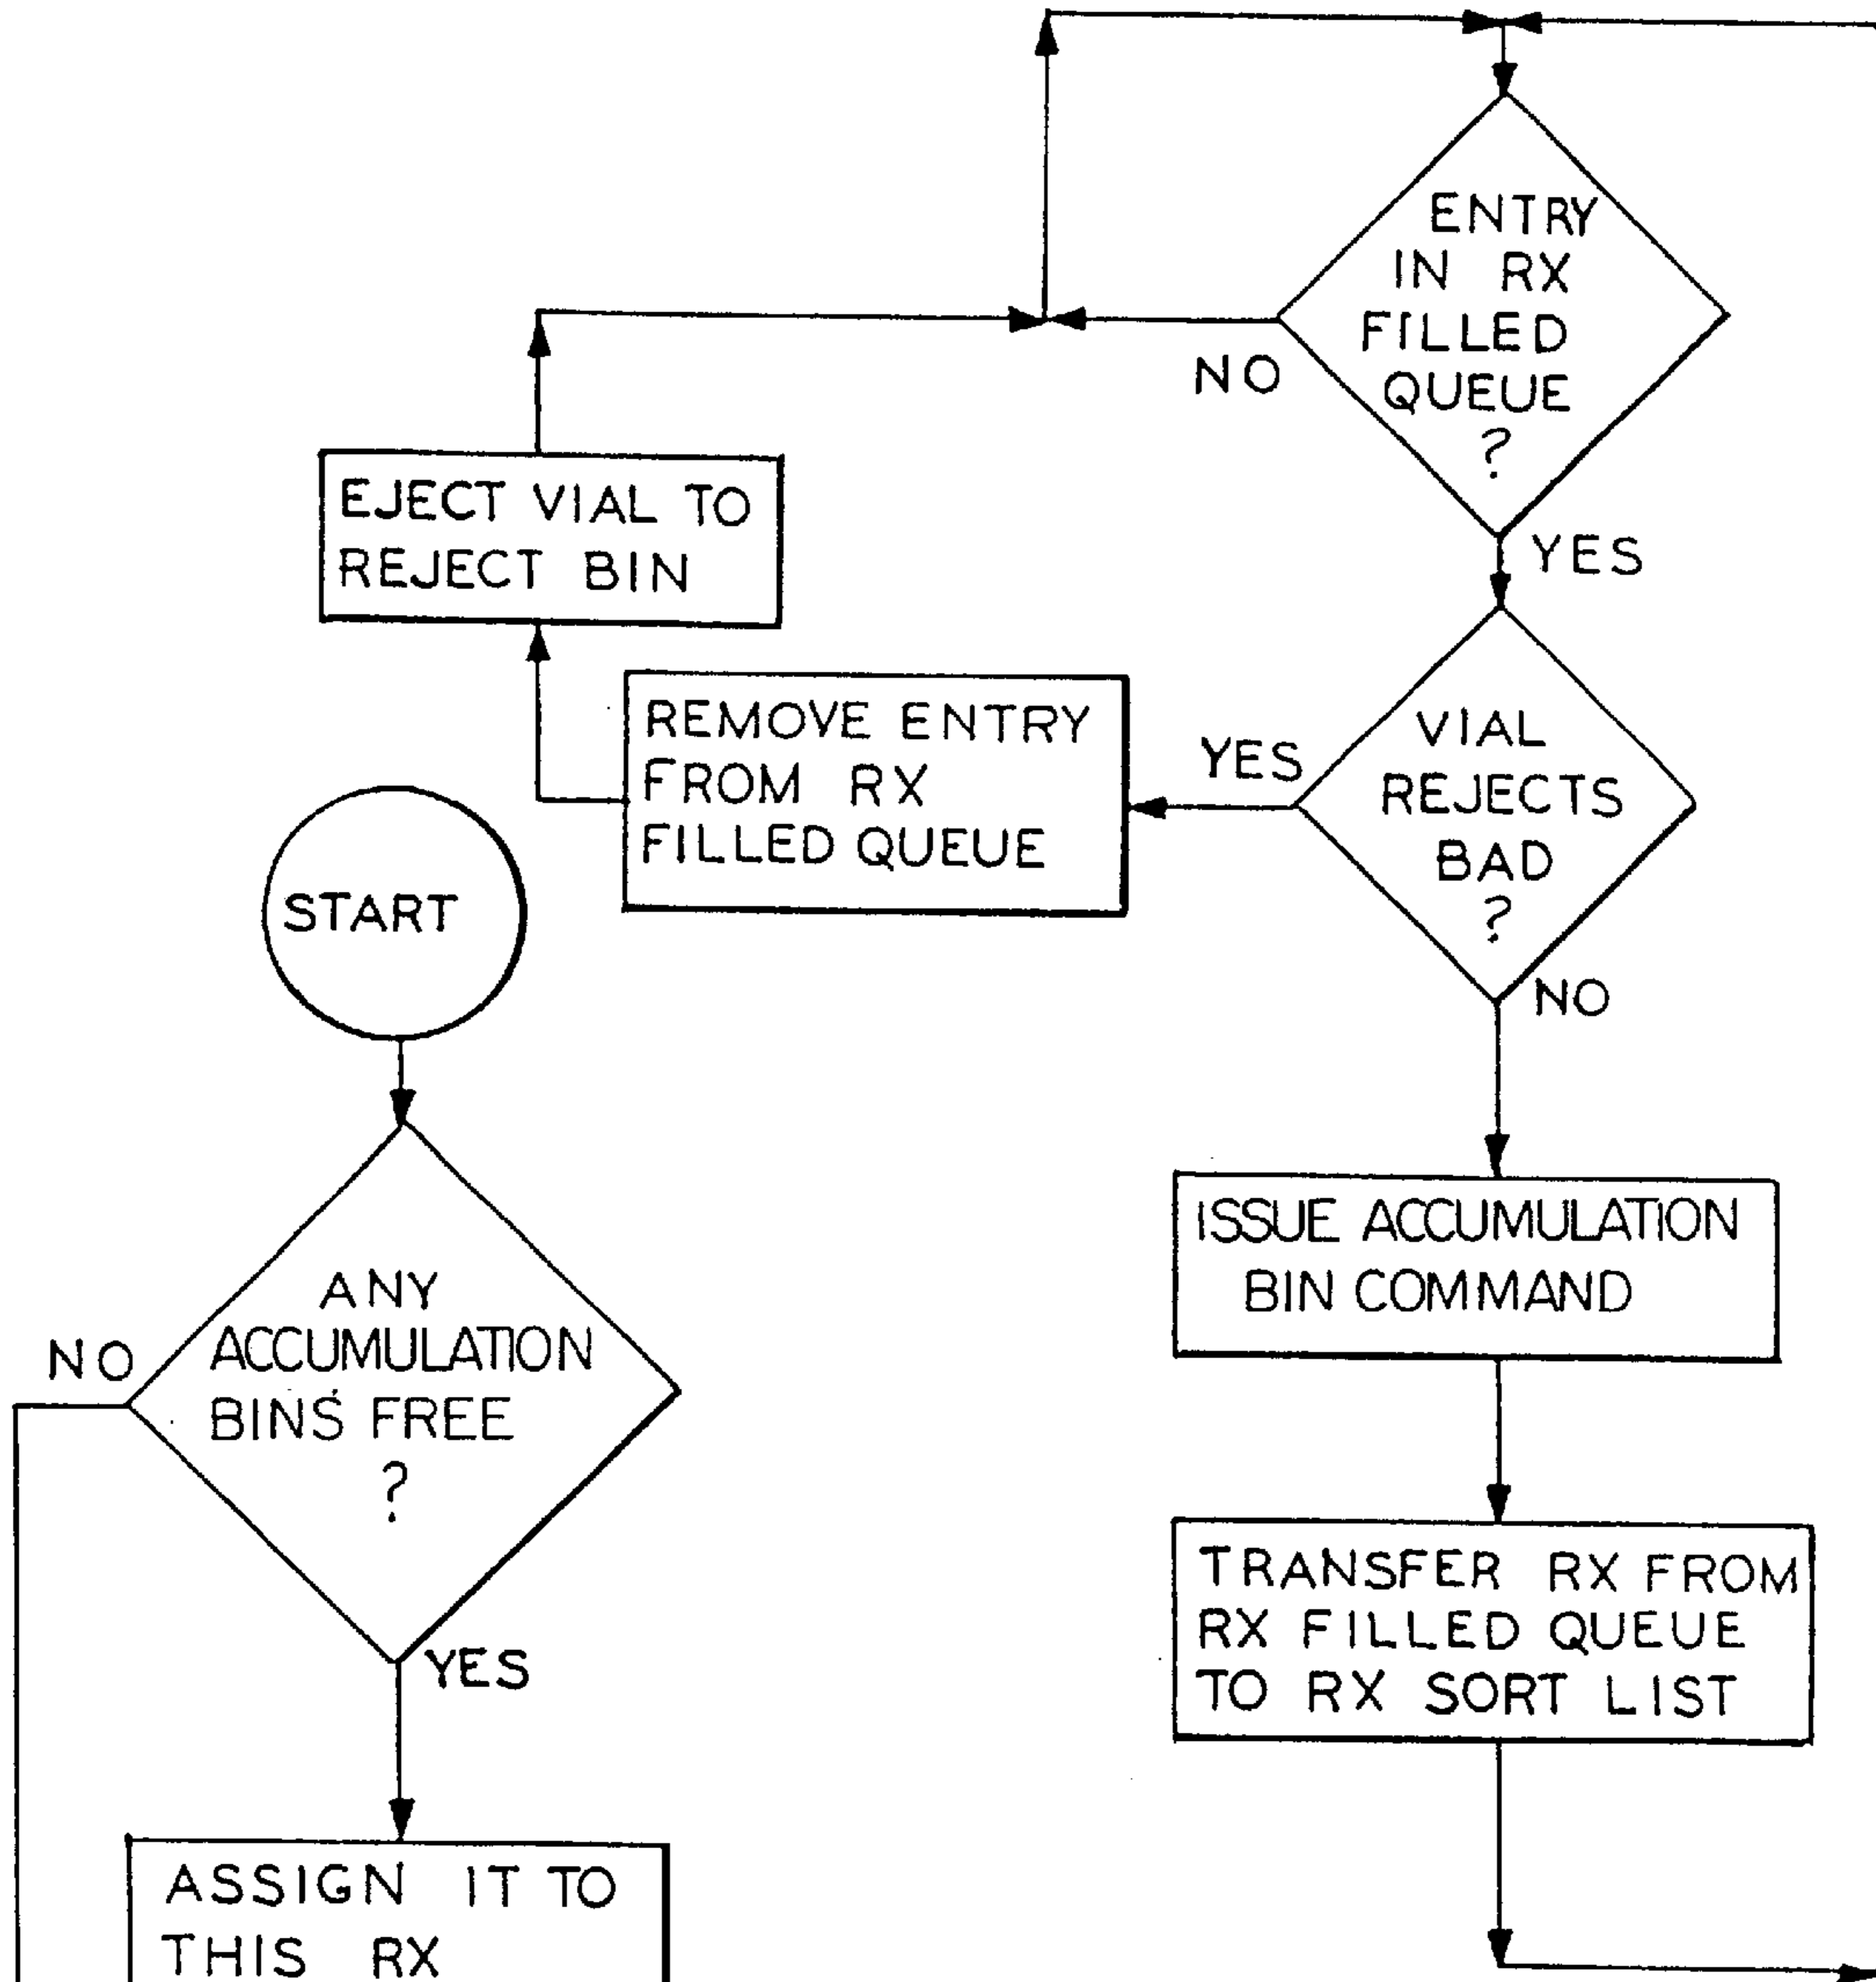 ENTRY
IN RX
FILLED
QUEUE
?
NO
YES
EJECT VIAL TO
REJECT BIN
REMOVE ENTRY
FROM RX
FILLED QUEUE
YES
VIAL
REJECTS
BAD
?
NO
START
ANY
ACCUMULATION
BINS FREE
?
NO
YES
ASSIGN IT TO
THIS RX
ISSUE ACCUMULATION
BIN COMMAND
TRANSFER RX FROM
RX FILLED QUEUE
TO RX SORT LIST